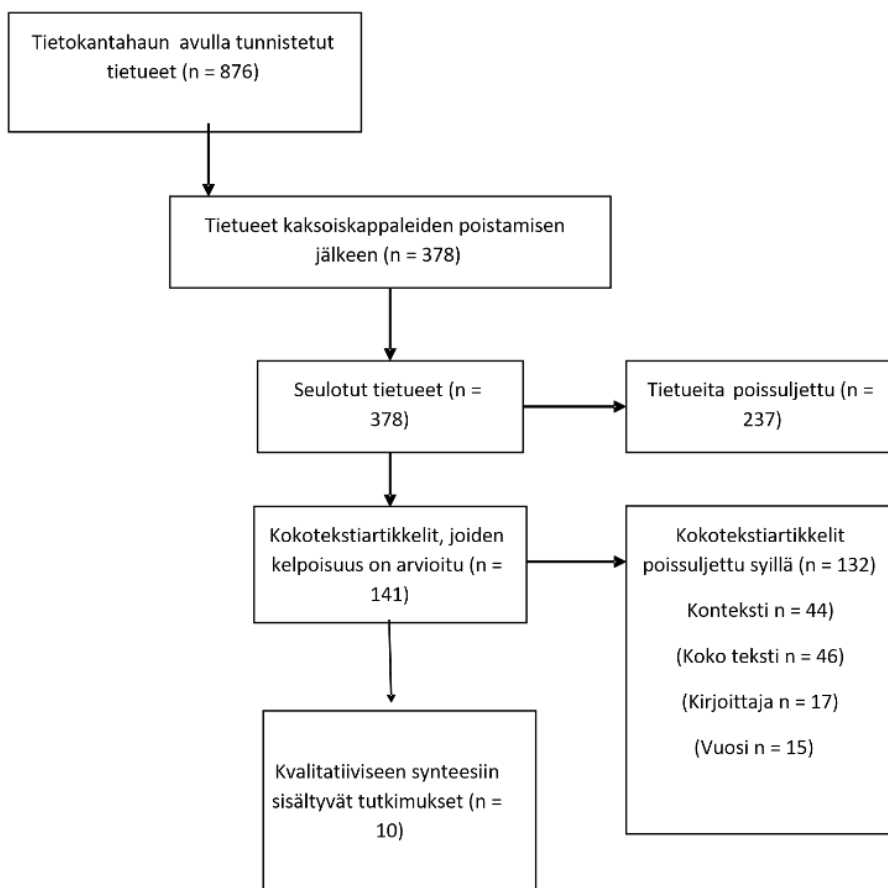 Tietokantahaun avulla tunnistetut
tietueet (n = 876)
Tietueet kaksoiskappaleiden poistamisen
jälkeen (n = 378)
Seulotut tietueet (n =
378)
Tietueita poissuljettu (n =
237)
Kokotekstiartikkelit, joiden
kelpoisuus on arvioitu (n =
141)
Kokotekstiartikkelit
poissuljettu syillä (n = 132)
Konteksti n = 44)
(Koko teksti n = 46)
(Kirjoittaja n = 17)
(Vuosi n = 15)
Kvalitatiiviseen synteesiin
sisältyvät tutkimukset (n =
10)